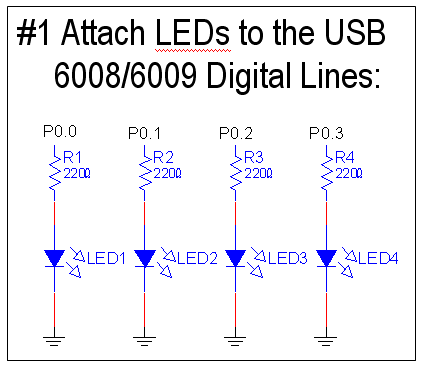 #1 Attach LEDs to the USB
6008/6009 Digital Lines:
P0.0 P0.1 P0.2 P0.3
R1 R2 R3 R4
220Ω 220Ω 220Ω 220Ω
LED1 LED2 LED3 LED4